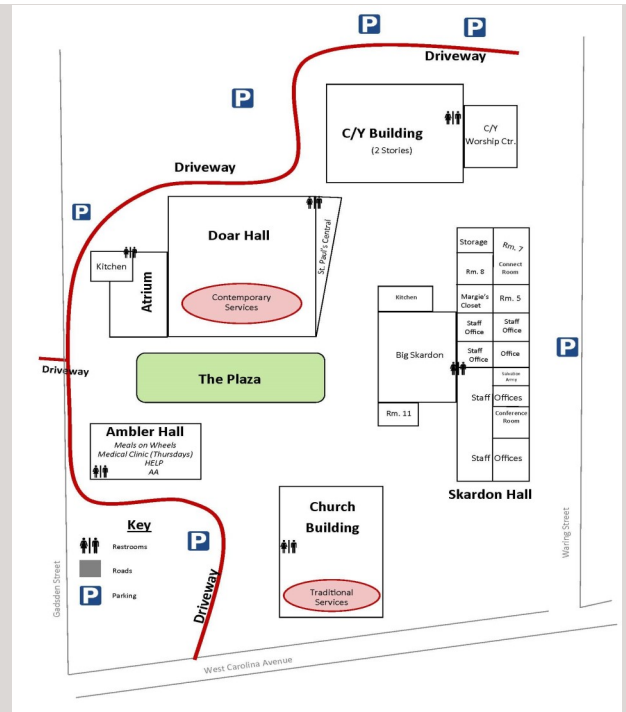 P
P
Driveway
P
C/Y Building
(2 Stories)
C/Y
Worship Ctr.
Driveway
P
Doar Hall
St. Paul's Central
Kitchen
Atrium
Contemporary
Services
Storage
Rm. 7
Rm. 8
Connect
Room
Kitchen
Margie's
Closet
Rm. 5
Staff
Office
Staff
Office
Big Skardon
Staff
Office
Office
P
Driveway
The Plaza
Salvation
Army
Staff Offices
Conference
Room
Rm. 11
Staff Offices
Skardon Hall
Ambler Hall
Meals on Wheels
Medical Clinic (Thursdays)
HELP
AA
Church
Building
Traditional
Services
Key
Restrooms
Roads
P
Parking
P
Driveway
Gadsden Street
Waring Street
West Carolina Avenue